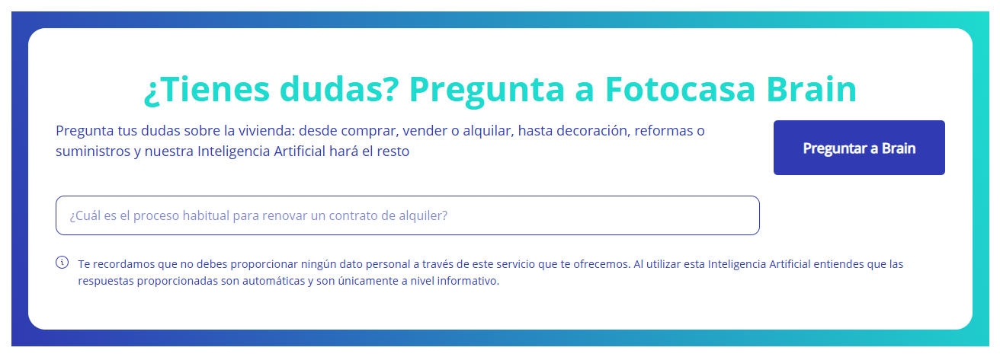 ¿Tienes dudas? Pregunta a Fotocasa Brain
Pregunta tus dudas sobre la vivienda: desde comprar, vender o alquilar, hasta decoración, reformas o
suministros y nuestra Inteligencia Artificial hará el resto
Preguntar a Brain
¿Cuál es el proceso habitual para renovar un contrato de alquiler?
Te recordamos que no debes proporcionar ningún dato personal a través de este servicio que te ofrecemos. Al utilizar esta Inteligencia Artificial entiendes que las
respuestas proporcionadas son automáticas y son únicamente a nivel informativo.